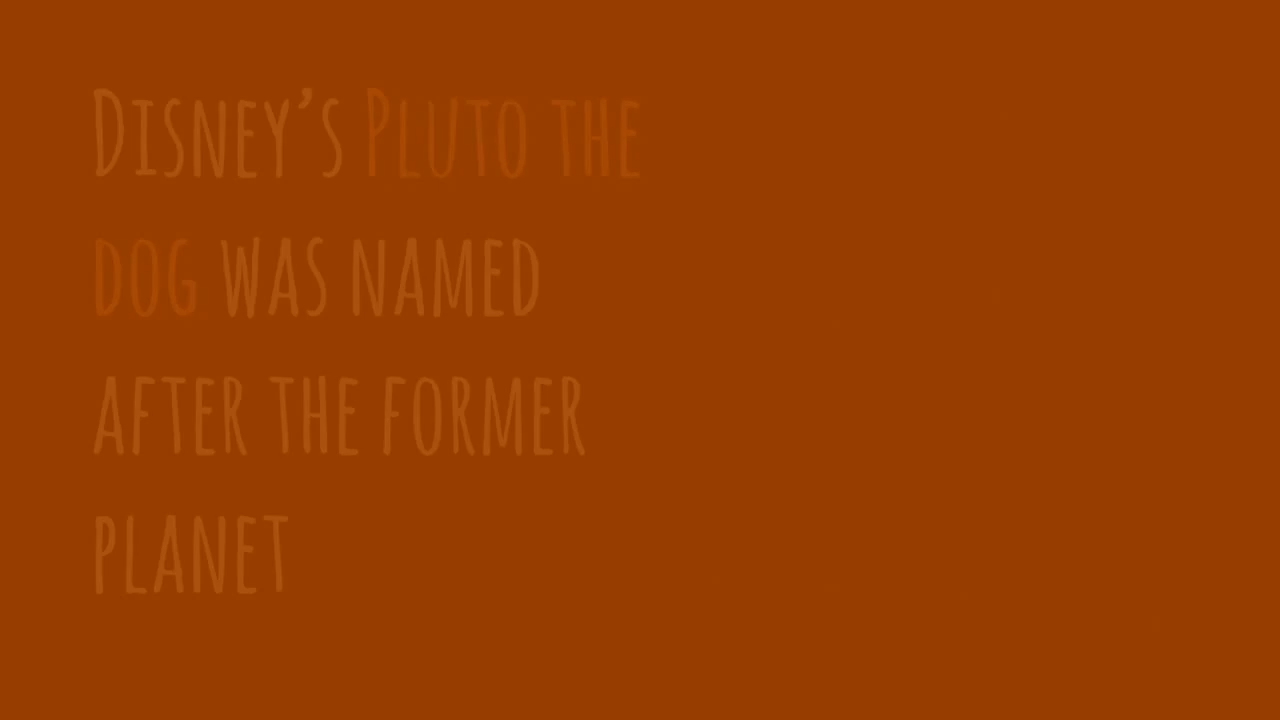 Disney’s Pluto the
dog was named
after the former
planet